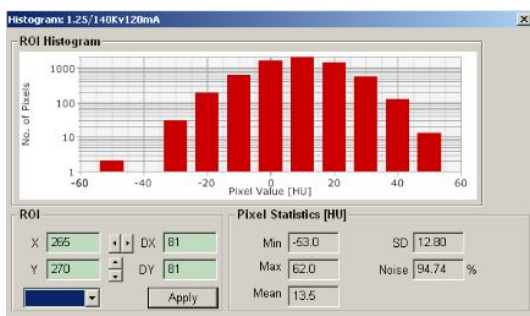 Histogram: 1.25/140Kv120mA
ROI Histogram
No. of Pixels
1000
100
10
1
-60 -40 -20 0 20 40 60
Pixel Value [HU]
ROI
X 265 DX 81
Y 270 DY 81
Apply
Pixel Statistics [HU]
Min -53.0 SD 12.80
Max 62.0 Noise 94.74 %
Mean 13.5